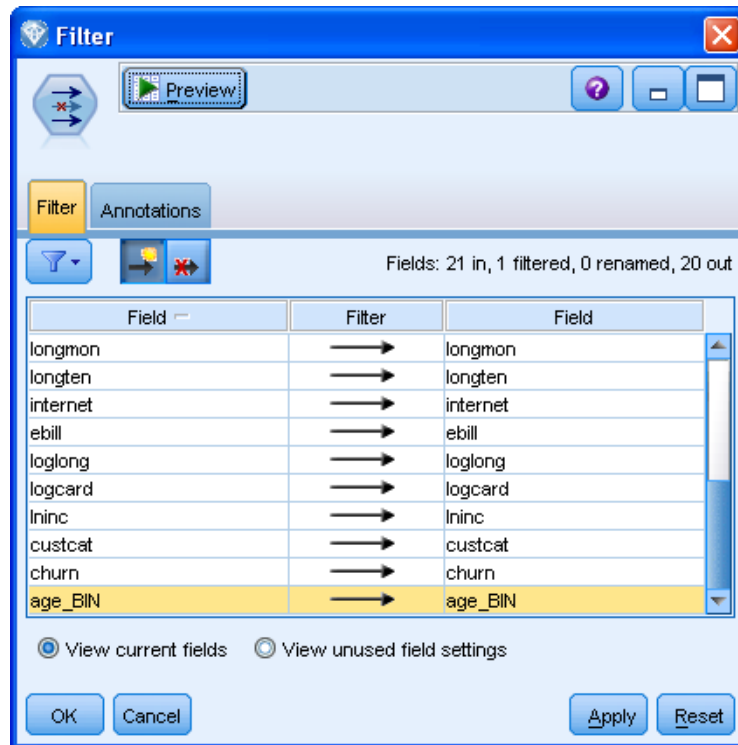 Filter
Preview
Filter Annotations
Fields: 21 in, 1 filtered, 0 renamed, 20 out
Field Filter Field
longmon longmon
longten longten
internet internet
ebill ebill
loglong loglong
logcard logcard
lninc lninc
custcat custcat
churn churn
age_BIN age_BIN
View current fields View unused field settings
OK Cancel Apply Reset